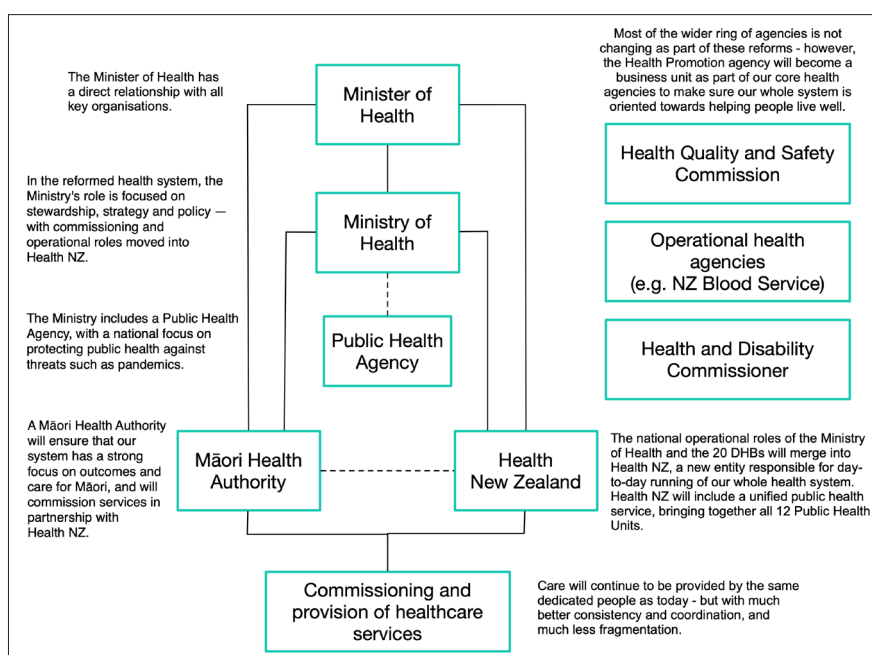 The Minister of Health has
a direct relationship with all
key organisations.
Minister of
Health
Most of the wider ring of agencies is not
changing as part of these reforms - however,
the Health Promotion agency will become a
business unit as part of our core health
agencies to make sure our whole system is
oriented towards helping people live well.
Health Quality and Safety
Commission
In the reformed health system, the
Ministry's role is focused on
stewardship, strategy and policy —
with commissioning and
operational roles moved into
Health NZ.
Ministry of
Health
Operational health
agencies
(e.g. NZ Blood Service)
The Ministry includes a Public Health
Agency, with a national focus on
protecting public health against
threats such as pandemics.
Public Health
Agency
Health and Disability
Commissioner
A Māori Health Authority
will ensure that our
system has a strong
focus on outcomes and
care for Māori, and will
commission services in
partnership with
Health NZ.
Māori Health
Authority
Health
New Zealand
The national operational roles of the Ministry
of Health and the 20 DHBs will merge into
Health NZ, a new entity responsible for day-
to-day running of our whole health system.
Health NZ will include a unified public health
service, bringing together all 12 Public Health
Units.
Commissioning and
provision of healthcare
services
Care will continue to be provided by the same
dedicated people as today - but with much
better consistency and coordination, and
much less fragmentation.